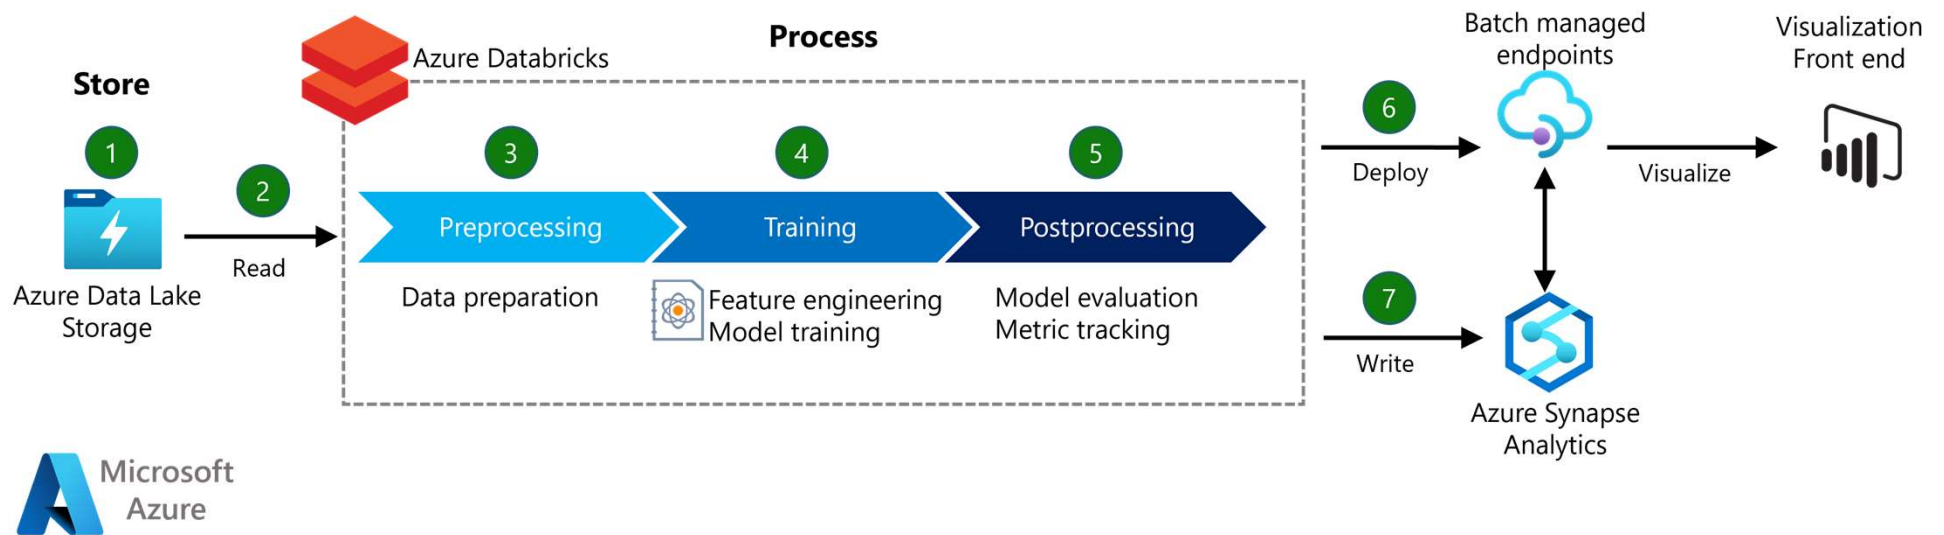 Store
1
Azure Data Lake
Storage
2
Read
Azure Databricks
Process
3
Preprocessing
Data preparation
4
Training
Feature engineering
Model training
5
Postprocessing
Model evaluation
Metric tracking
6
Deploy
7
Write
Batch managed
endpoints
Azure Synapse
Analytics
Visualize
Visualization
Front end
Microsoft
Azure